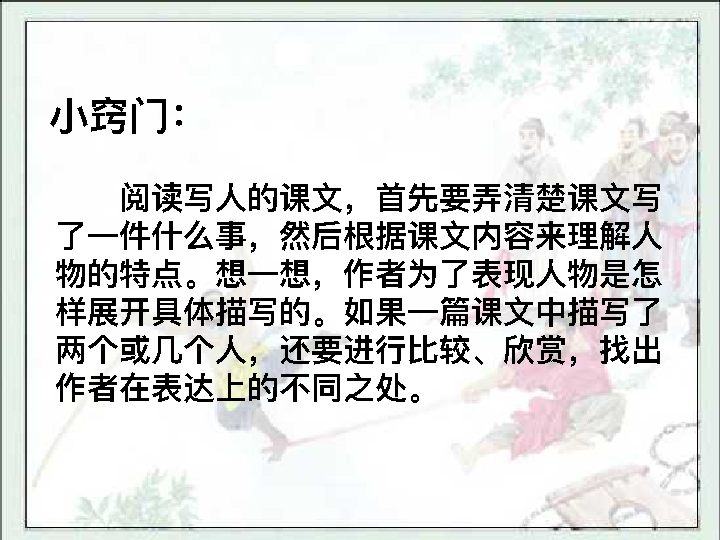 小窍门：
阅读写人的课文，首先要弄清楚课文写
了一件什么事，然后根据课文内容来理解人
物的特点。想一想，作者为了表现人物是怎
样展开具体描写的。如果一篇课文中描写了
两个或几个人，还要进行比较、欣赏，找出
作者在表达上的不同之处。